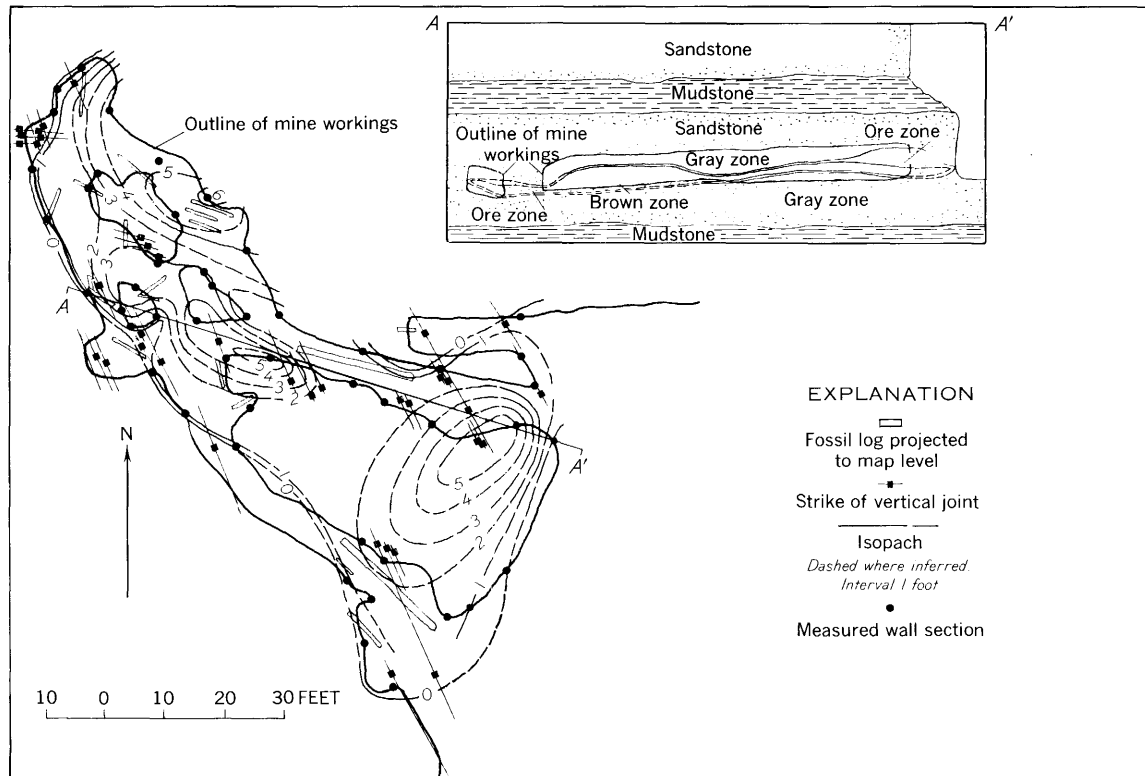 A
A'
Sandstone
Mudstone
Outline of mine workings
Sandstone
Ore zone
Outline of mine
workings
Gray zone
Ore zone
Brown zone
Gray zone
Mudstone
5
6
3
0
2
3
A
0
1
5
4
3
2
A'
5
4
3
2
1
0
0
N
EXPLANATION
Fossil log projected
to map level
Strike of vertical joint
Isopach
Dashed where inferred.
Interval 1 foot
Measured wall section
10 0 10 20 30 FEET